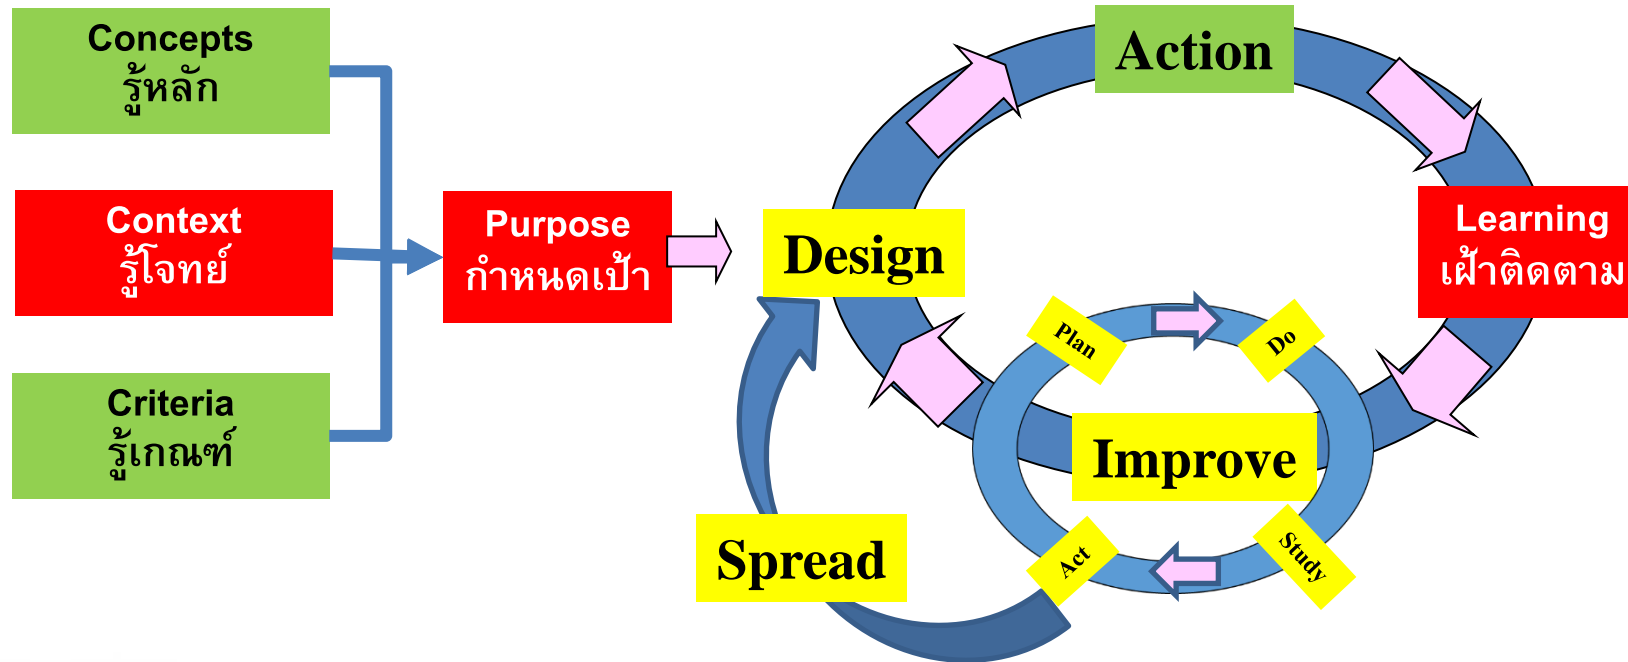 Concepts
รู้หลัก
Context
รู้โจทย์
Criteria
รู้เกณฑ์
Purpose
กำหนดเป้า
Design
Action
Learning
เฝ้าติดตาม
Improve
Plan
Do
Study
Act
Spread